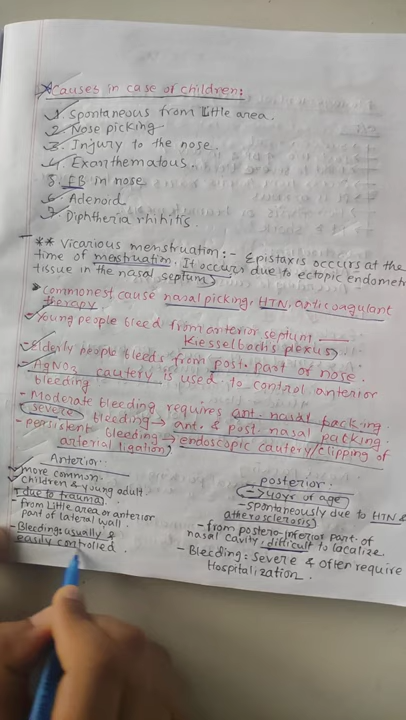 Causes in case of children:
1. Spontaneous from Little area.
2. Nose picking
3. Injury to the nose.
4. Exanthematous.
5. FB in nose
6. Adenoid
7. Diphtheria rhihitis.
** Vicarious menstruation:- Epistaxis occurs at the
time of mestruation. It occurs due to ectopic endomet
tissue in the nasal septum)
Commonest cause nasal picking, HTN, anticoagulant
therapy.
Young people bleed from anterior septum
Kiesselbachs plexus).
Elderly people bleeds from post. part of nose.
AgNO3 cautery is used to control anterior
bleeding
- Moderate bleeding requires ant. nasal packing.
severe bleeding → ant. & post. nasal packing.
- persistent bleeding → endoscopic cautery/clipping of
arterial ligation)
Anterior
more common.
children & young adult
due to trauma)
- from Little area or anterior
part of lateral wall.
- Bleeding: usually &
easily controlled.
posterior.
-> 40yr of age
- spontaneously due to HTN &
atherosclerosis)
- from postero-inferior part of
nasal cavity, difficult to localize
- Bleeding: Severe & often require
Hospitalization.